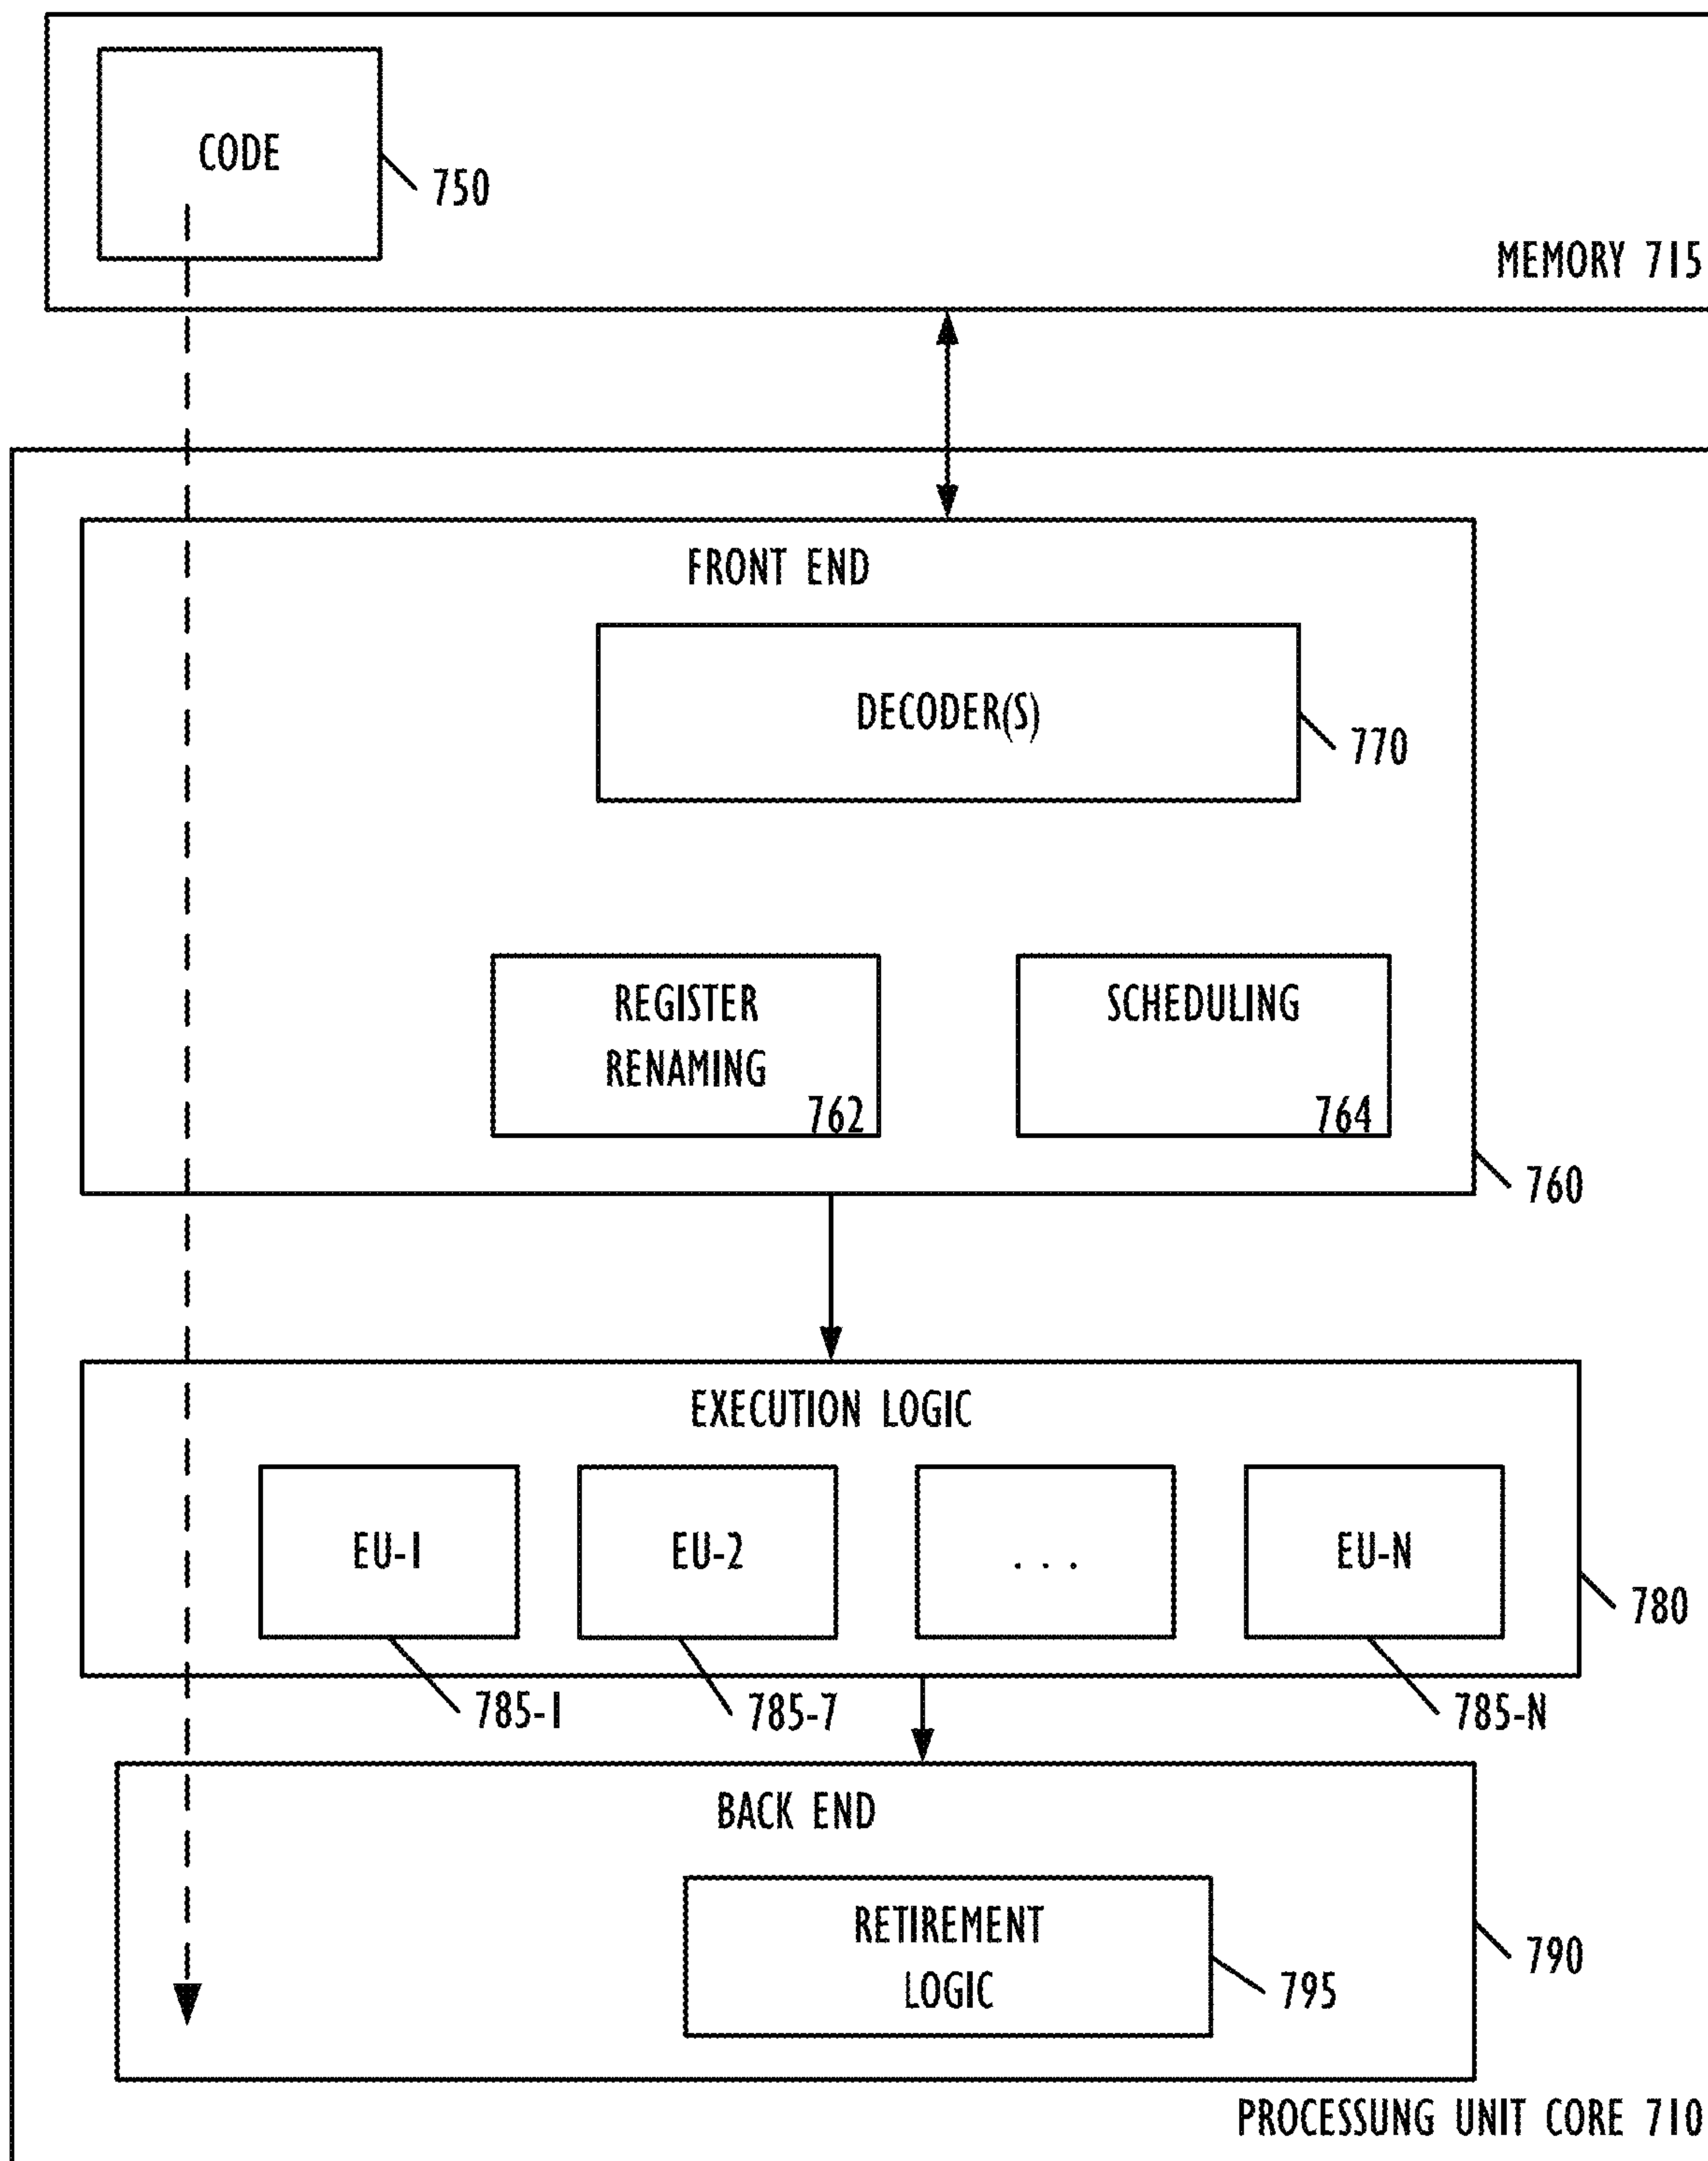 CODE
750
MEMORY 715
FRONT END
DECODER(S)
770
REGISTER
RENAMING
762
SCHEDULING
764
760
EXECUTION LOGIC
EU-1
EU-2
. . .
EU-N
780
785-1
785-7
785-N
BACK END
RETIREMENT
LOGIC
795
790
PROCESSUNG UNIT CORE 710